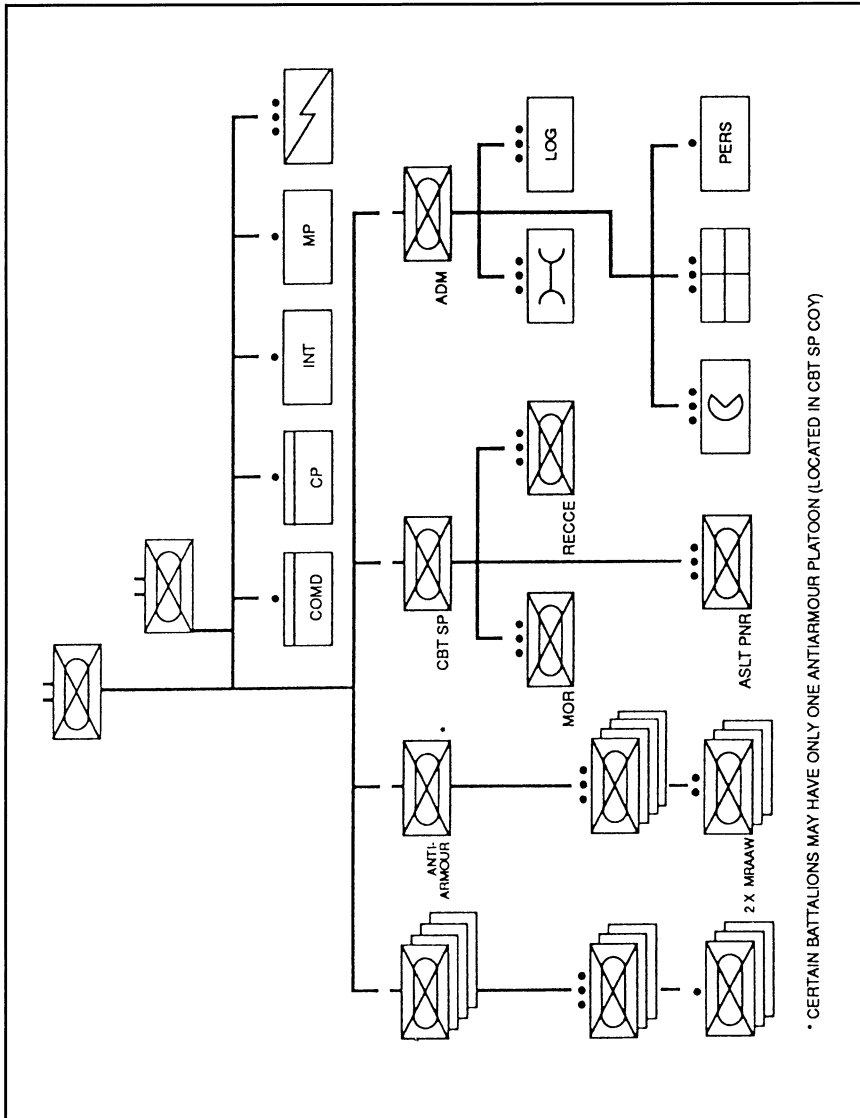 COMD
CP
INT
MP
ANTI-
ARMOUR
*
CBT SP
ADM
MOR
RECCE
LOG
2 X MRAAW
ASLT PNR
PERS
* CERTAIN BATTALIONS MAY HAVE ONLY ONE ANTIARMOUR PLATOON (LOCATED IN CBT SP COY)